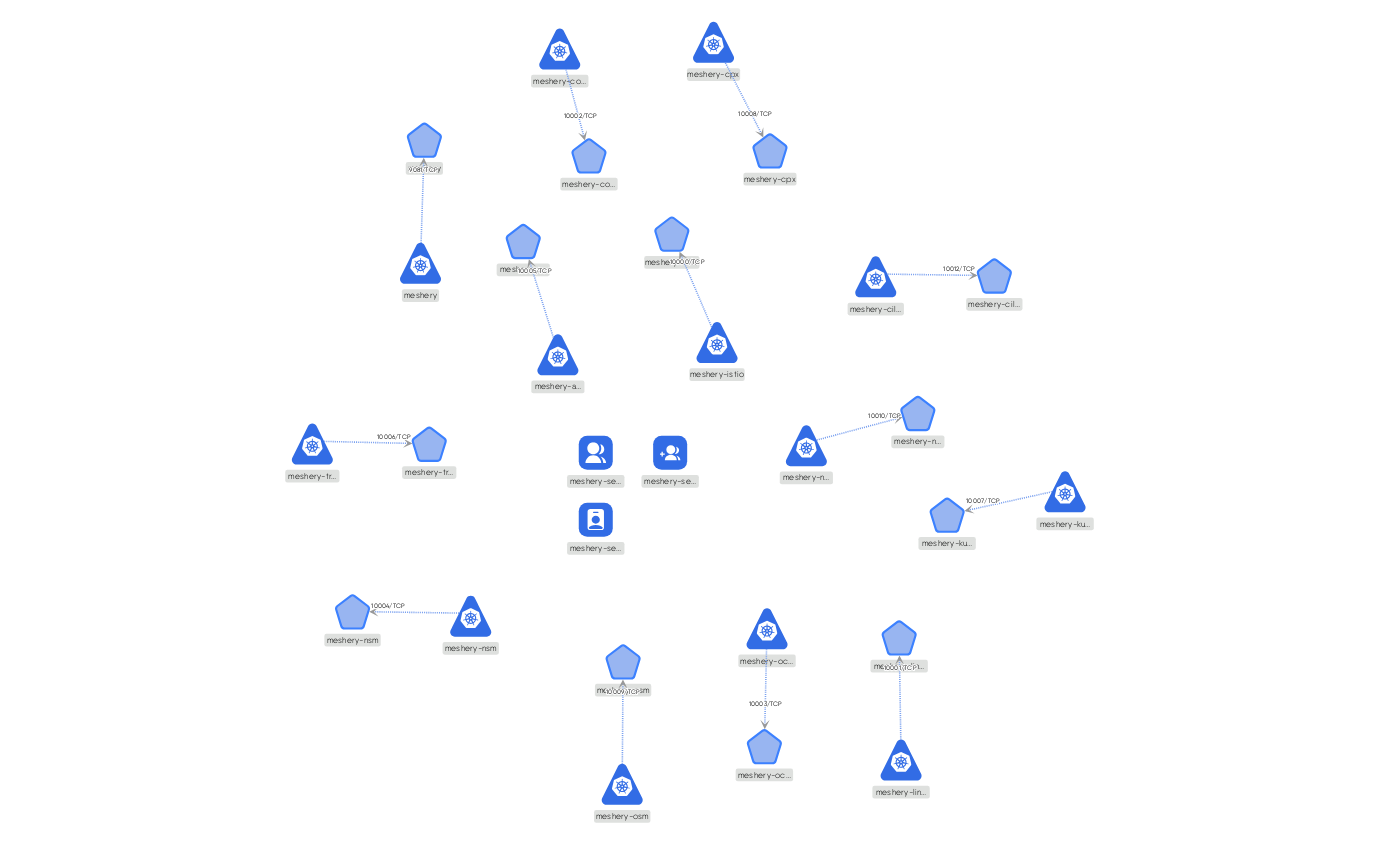 meshery-co...
meshery-cpx
10002/TCP
10008/TCP
meshery-co...
meshery-cpx
9081/TCP
meshery
10005/TCP
10000/TCP
meshery-a...
meshery-istio
10012/TCP
meshery-cil...
meshery-cil...
10006/TCP
meshery-tr...
meshery-tr...
meshery-se...
meshery-se...
meshery-se...
10010/TCP
meshery-n...
meshery-n...
10007/TCP
meshery-ku...
meshery-ku...
10004/TCP
meshery-nsm
meshery-nsm
10009/TCP
meshery-osm
meshery-oc...
10003/TCP
meshery-oc...
10001/TCP
meshery-lin...